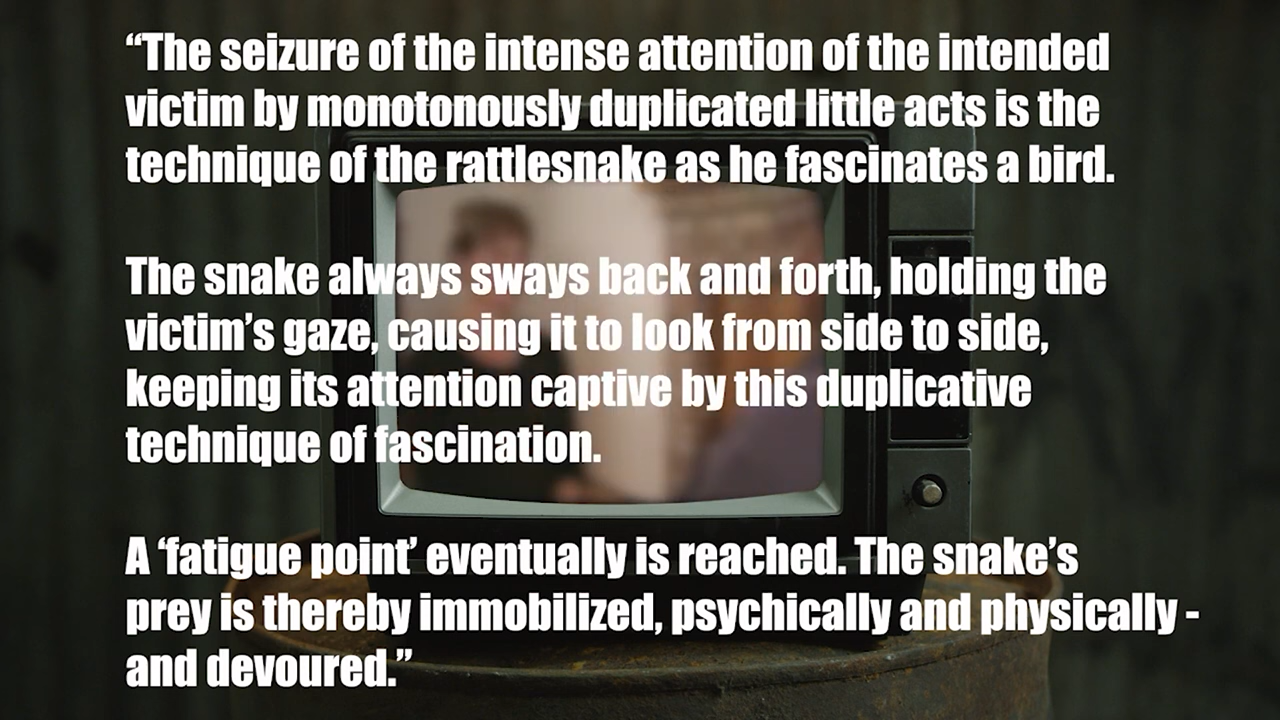 “The seizure of the intense attention of the intended
victim by monotonously duplicated little acts is the
technique of the rattlesnake as he fascinates a bird.
The snake always sways back and forth, holding the
victim’s gaze, causing it to look from side to side,
keeping its attention captive by this duplicative
technique of fascination.
A ‘fatigue point’ eventually is reached. The snake’s
prey is thereby immobilized, psychically and physically -
and devoured.”